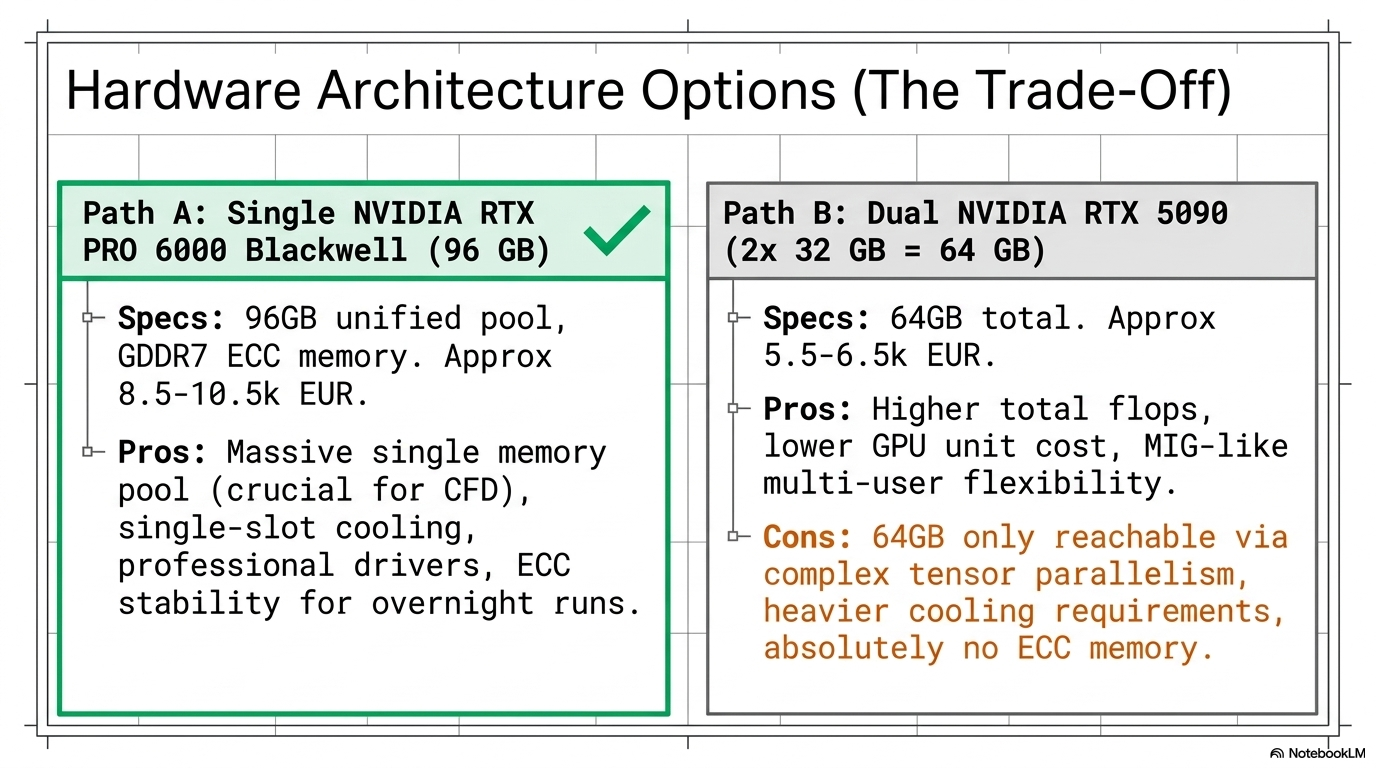 Hardware Architecture Options (The Trade-Off)
Path A: Single NVIDIA RTX
PRO 6000 Blackwell (96 GB)
Specs: 96GB unified pool,
GDDR7 ECC memory. Approx
8.5-10.5k EUR.
Pros: Massive single memory
pool (crucial for CFD),
single-slot cooling,
professional drivers, ECC
stability for overnight runs.
Path B: Dual NVIDIA RTX 5090
(2x 32 GB = 64 GB)
Specs: 64GB total. Approx
5.5-6.5k EUR.
Pros: Higher total flops,
lower GPU unit cost, MIG-like
multi-user flexibility.
Cons: 64GB only reachable via
complex tensor parallelism,
heavier cooling requirements,
absolutely no ECC memory.
NotebookLM